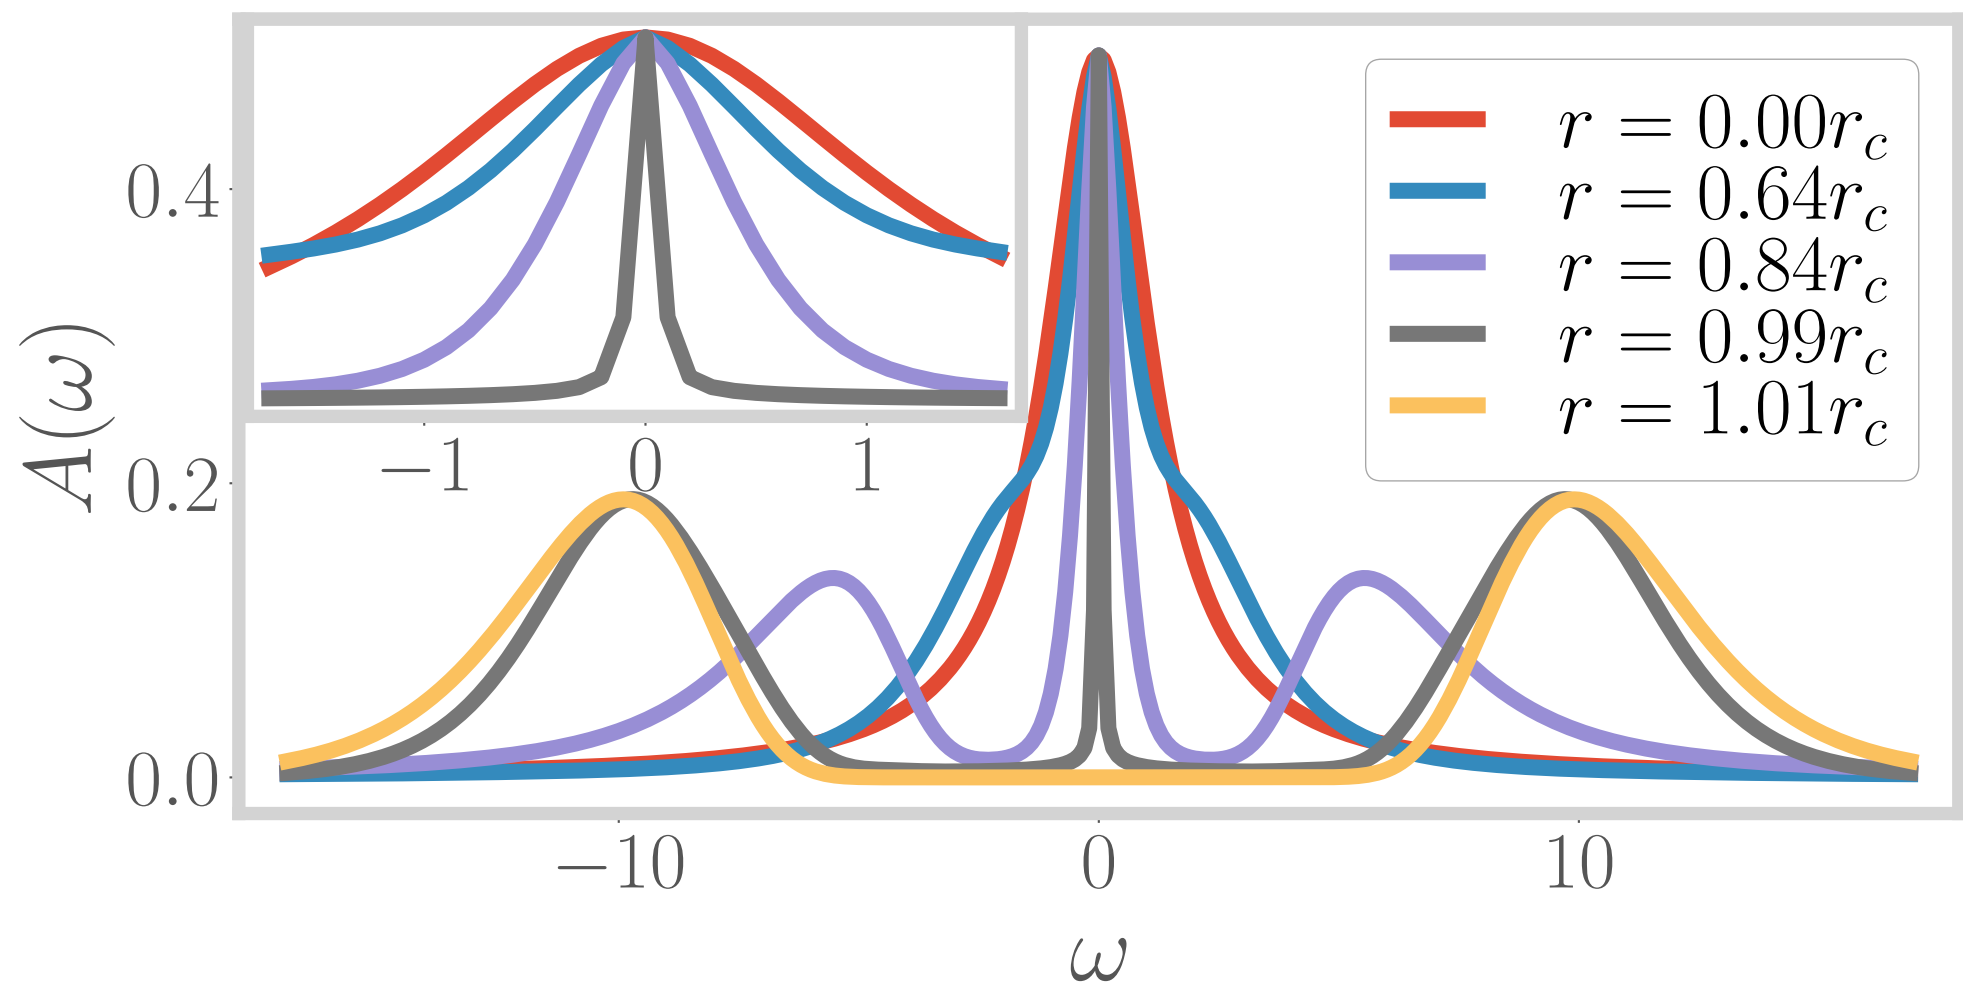 A(ω)
0.4
0.2
0.0
−1 0 1
r = 0.00r_c
r = 0.64r_c
r = 0.84r_c
r = 0.99r_c
r = 1.01r_c
−10 0 10
ω